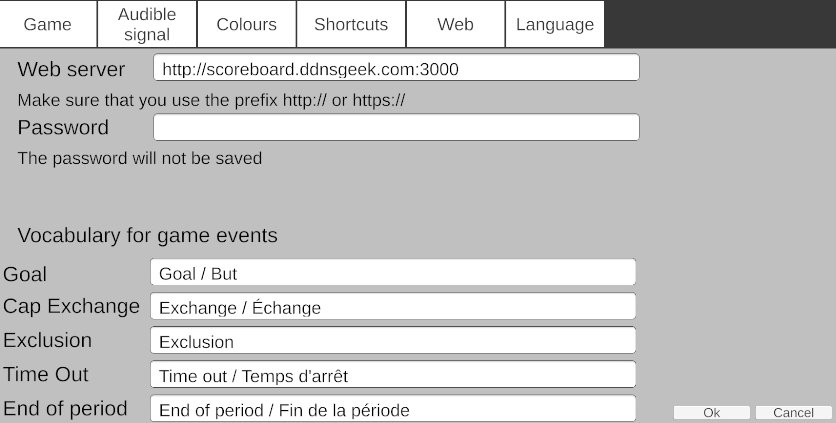 Game
Audible signal
Colours
Shortcuts
Web
Language
Web server http://scoreboard.ddnsgeek.com:3000
Make sure that you use the prefix http:// or https://
Password
The password will not be saved
Vocabulary for game events
Goal Goal / But
Cap Exchange Exchange / Échange
Exclusion Exclusion
Time Out Time out / Temps d'arrêt
End of period End of period / Fin de la période
Ok
Cancel